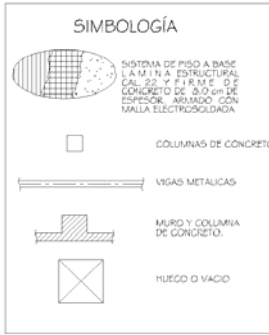 SIMBOLOGÍA
SISTEMA DE PISO A BASE
LAMINA ESTRUCTURAL
CAL. 22 Y FIRME DE
CONCRETO DE 8.0 cm DE
ESPESOR, ARMADO CON
MALLA ELECTROSOLDADA
COLUMNAS DE CONCRETO
VIGAS METALICAS
MURO Y COLUMNA
DE CONCRETO.
HUECO O VACIO